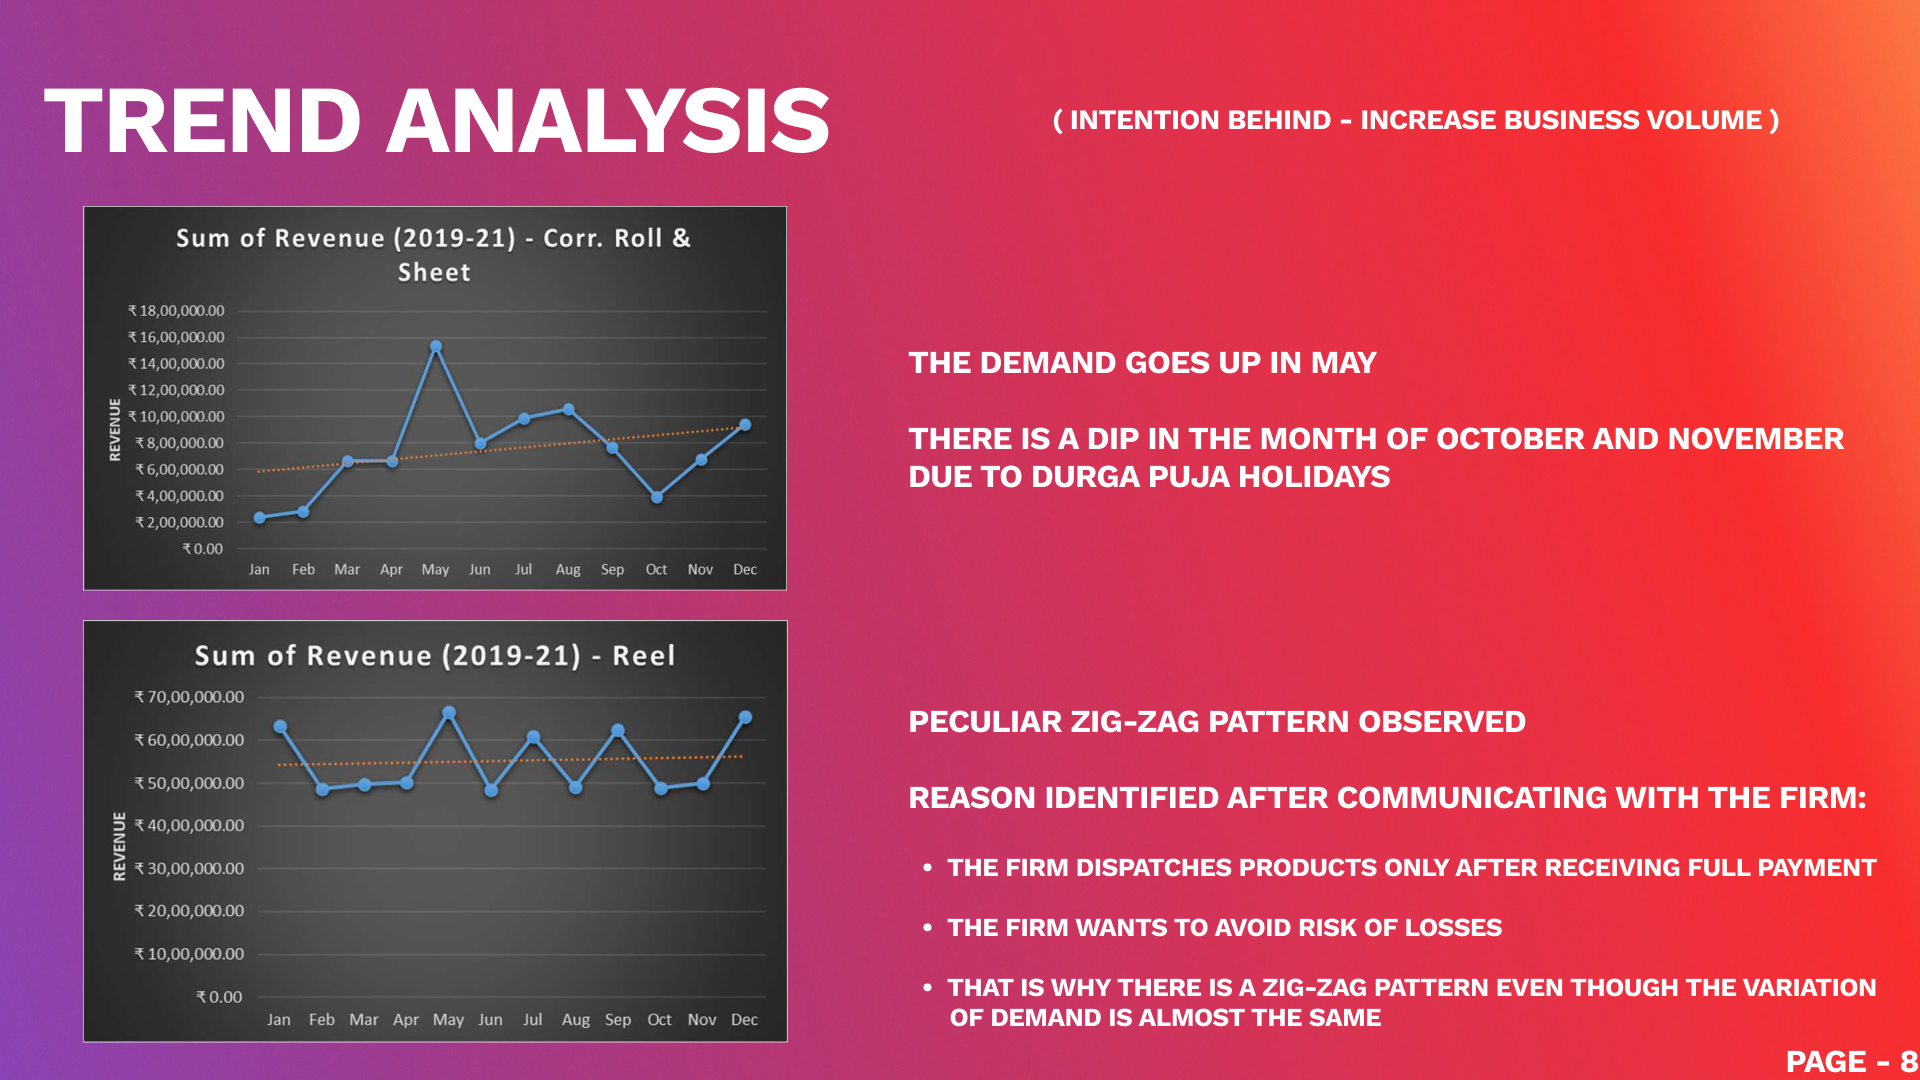 TREND ANALYSIS
( INTENTION BEHIND - INCREASE BUSINESS VOLUME )
Sum of Revenue (2019-21) - Corr. Roll &
Sheet
₹ 18,00,000.00
₹ 16,00,000.00
₹ 14,00,000.00
₹ 12,00,000.00
₹ 10,00,000.00
₹ 8,00,000.00
₹ 6,00,000.00
₹ 4,00,000.00
₹ 2,00,000.00
₹ 0.00
REVENUE
Jan Feb Mar Apr May Jun Jul Aug Sep Oct Nov Dec
THE DEMAND GOES UP IN MAY
THERE IS A DIP IN THE MONTH OF OCTOBER AND NOVEMBER
DUE TO DURGA PUJA HOLIDAYS
Sum of Revenue (2019-21) - Reel
₹ 70,00,000.00
₹ 60,00,000.00
₹ 50,00,000.00
₹ 40,00,000.00
₹ 30,00,000.00
₹ 20,00,000.00
₹ 10,00,000.00
₹ 0.00
REVENUE
Jan Feb Mar Apr May Jun Jul Aug Sep Oct Nov Dec
PECULIAR ZIG-ZAG PATTERN OBSERVED
REASON IDENTIFIED AFTER COMMUNICATING WITH THE FIRM:
• THE FIRM DISPATCHES PRODUCTS ONLY AFTER RECEIVING FULL PAYMENT
• THE FIRM WANTS TO AVOID RISK OF LOSSES
• THAT IS WHY THERE IS A ZIG-ZAG PATTERN EVEN THOUGH THE VARIATION
OF DEMAND IS ALMOST THE SAME
PAGE - 8